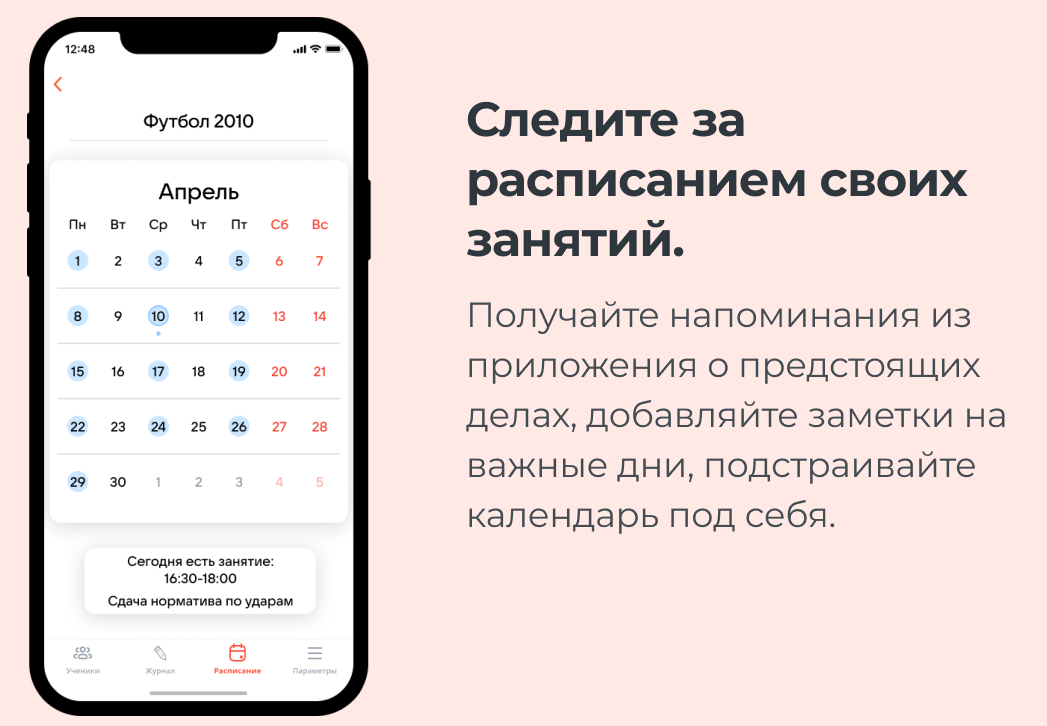 12:48
Футбол 2010
Апрель
Пн Вт Ср Чт Пт Сб Вс
1 2 3 4 5 6 7
8 9 10 11 12 13 14
15 16 17 18 19 20 21
22 23 24 25 26 27 28
29 30 1 2 3 4 5
Сегодня есть занятие:
16:30-18:00
Сдача норматива по ударам
Ученики Журнал Расписание Параметры
Следите за
расписанием своих
занятий.
Получайте напоминания из
приложения о предстоящих
делах, добавляйте заметки на
важные дни, подстраивайте
календарь под себя.